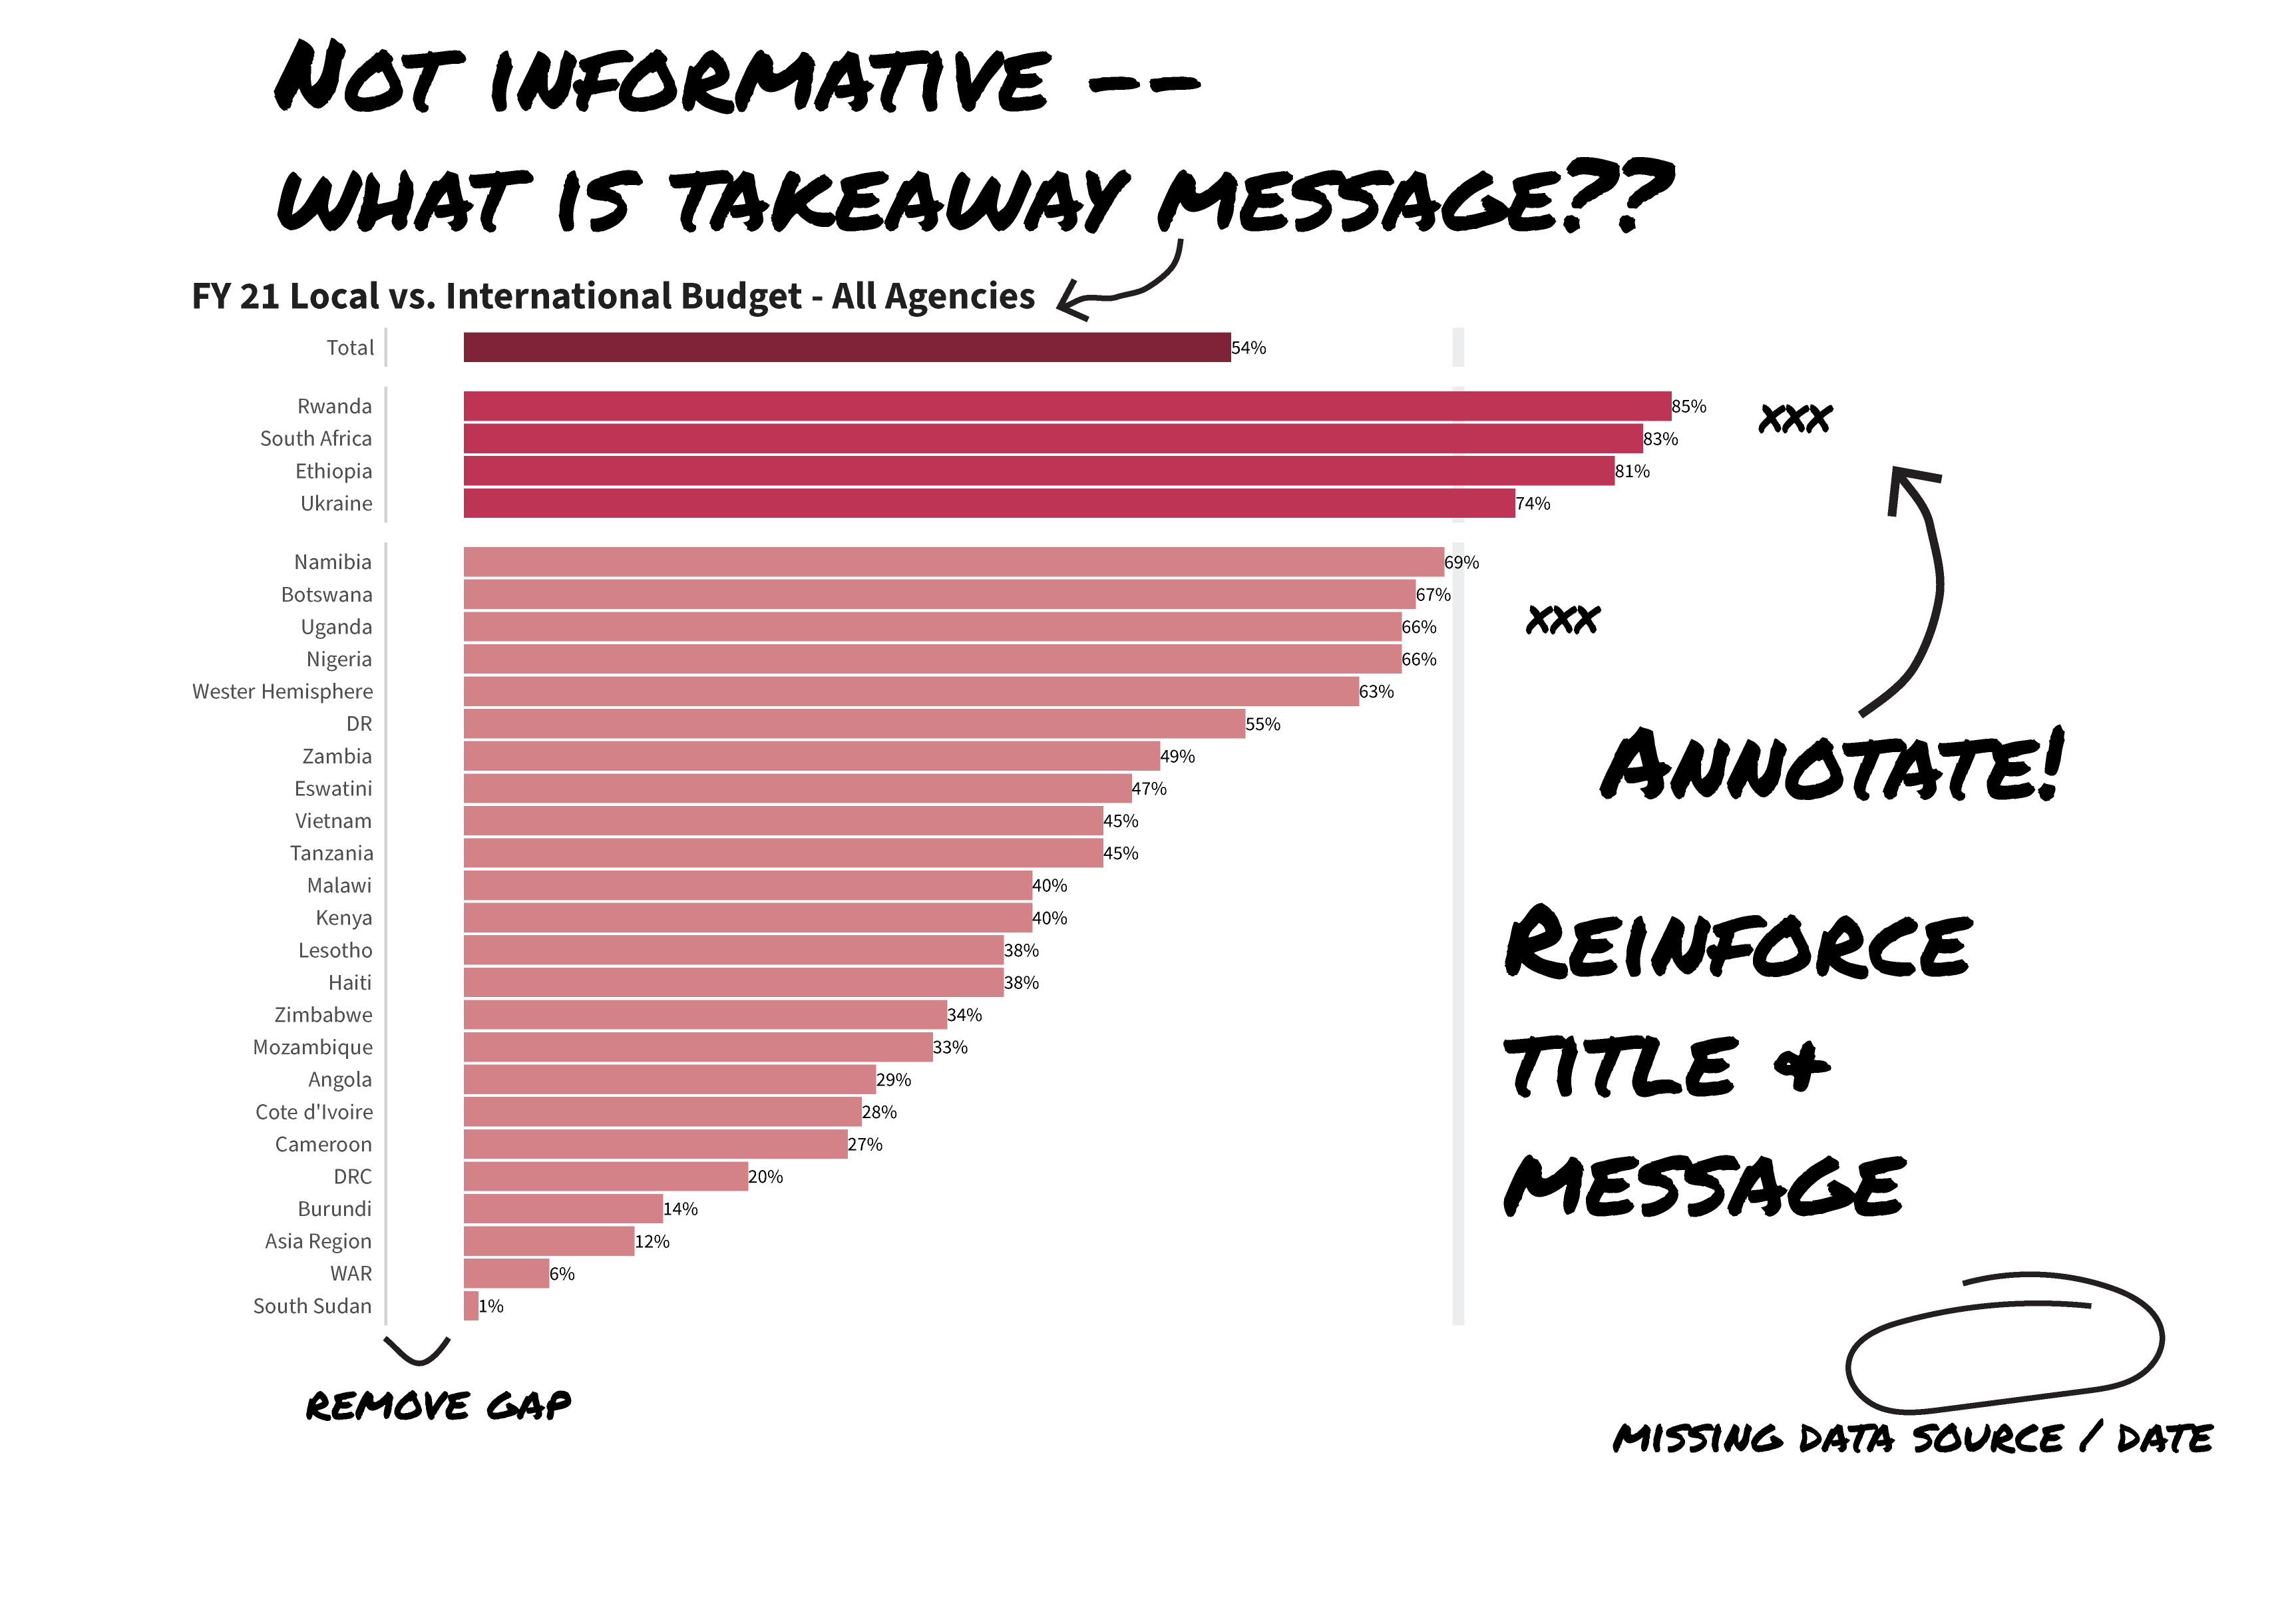 NOT INFORMATIVE --
WHAT IS TAKEAWAY MESSAGE??
FY 21 Local vs. International Budget - All Agencies
Total 54%
Rwanda 85%
xxx
South Africa 83%
Ethiopia 81%
Ukraine 74%
Namibia 69%
Botswana 67%
Uganda 66%
xxx
Nigeria 66%
Wester Hemisphere 63%
DR 55%
Zambia 49%
ANNOTATE!
Eswatini 47%
Vietnam 45%
Tanzania 45%
Malawi 40%
Kenya 40%
Lesotho 38%
Haiti 38%
Zimbabwe 34%
Mozambique 33%
Angola 29%
Cote d'Ivoire 28%
Cameroon 27%
DRC 20%
Burundi 14%
Asia Region 12%
WAR 6%
South Sudan 1%
REINFORCE
TITLE &
MESSAGE
REMOVE GAP
MISSING DATA SOURCE / DATE